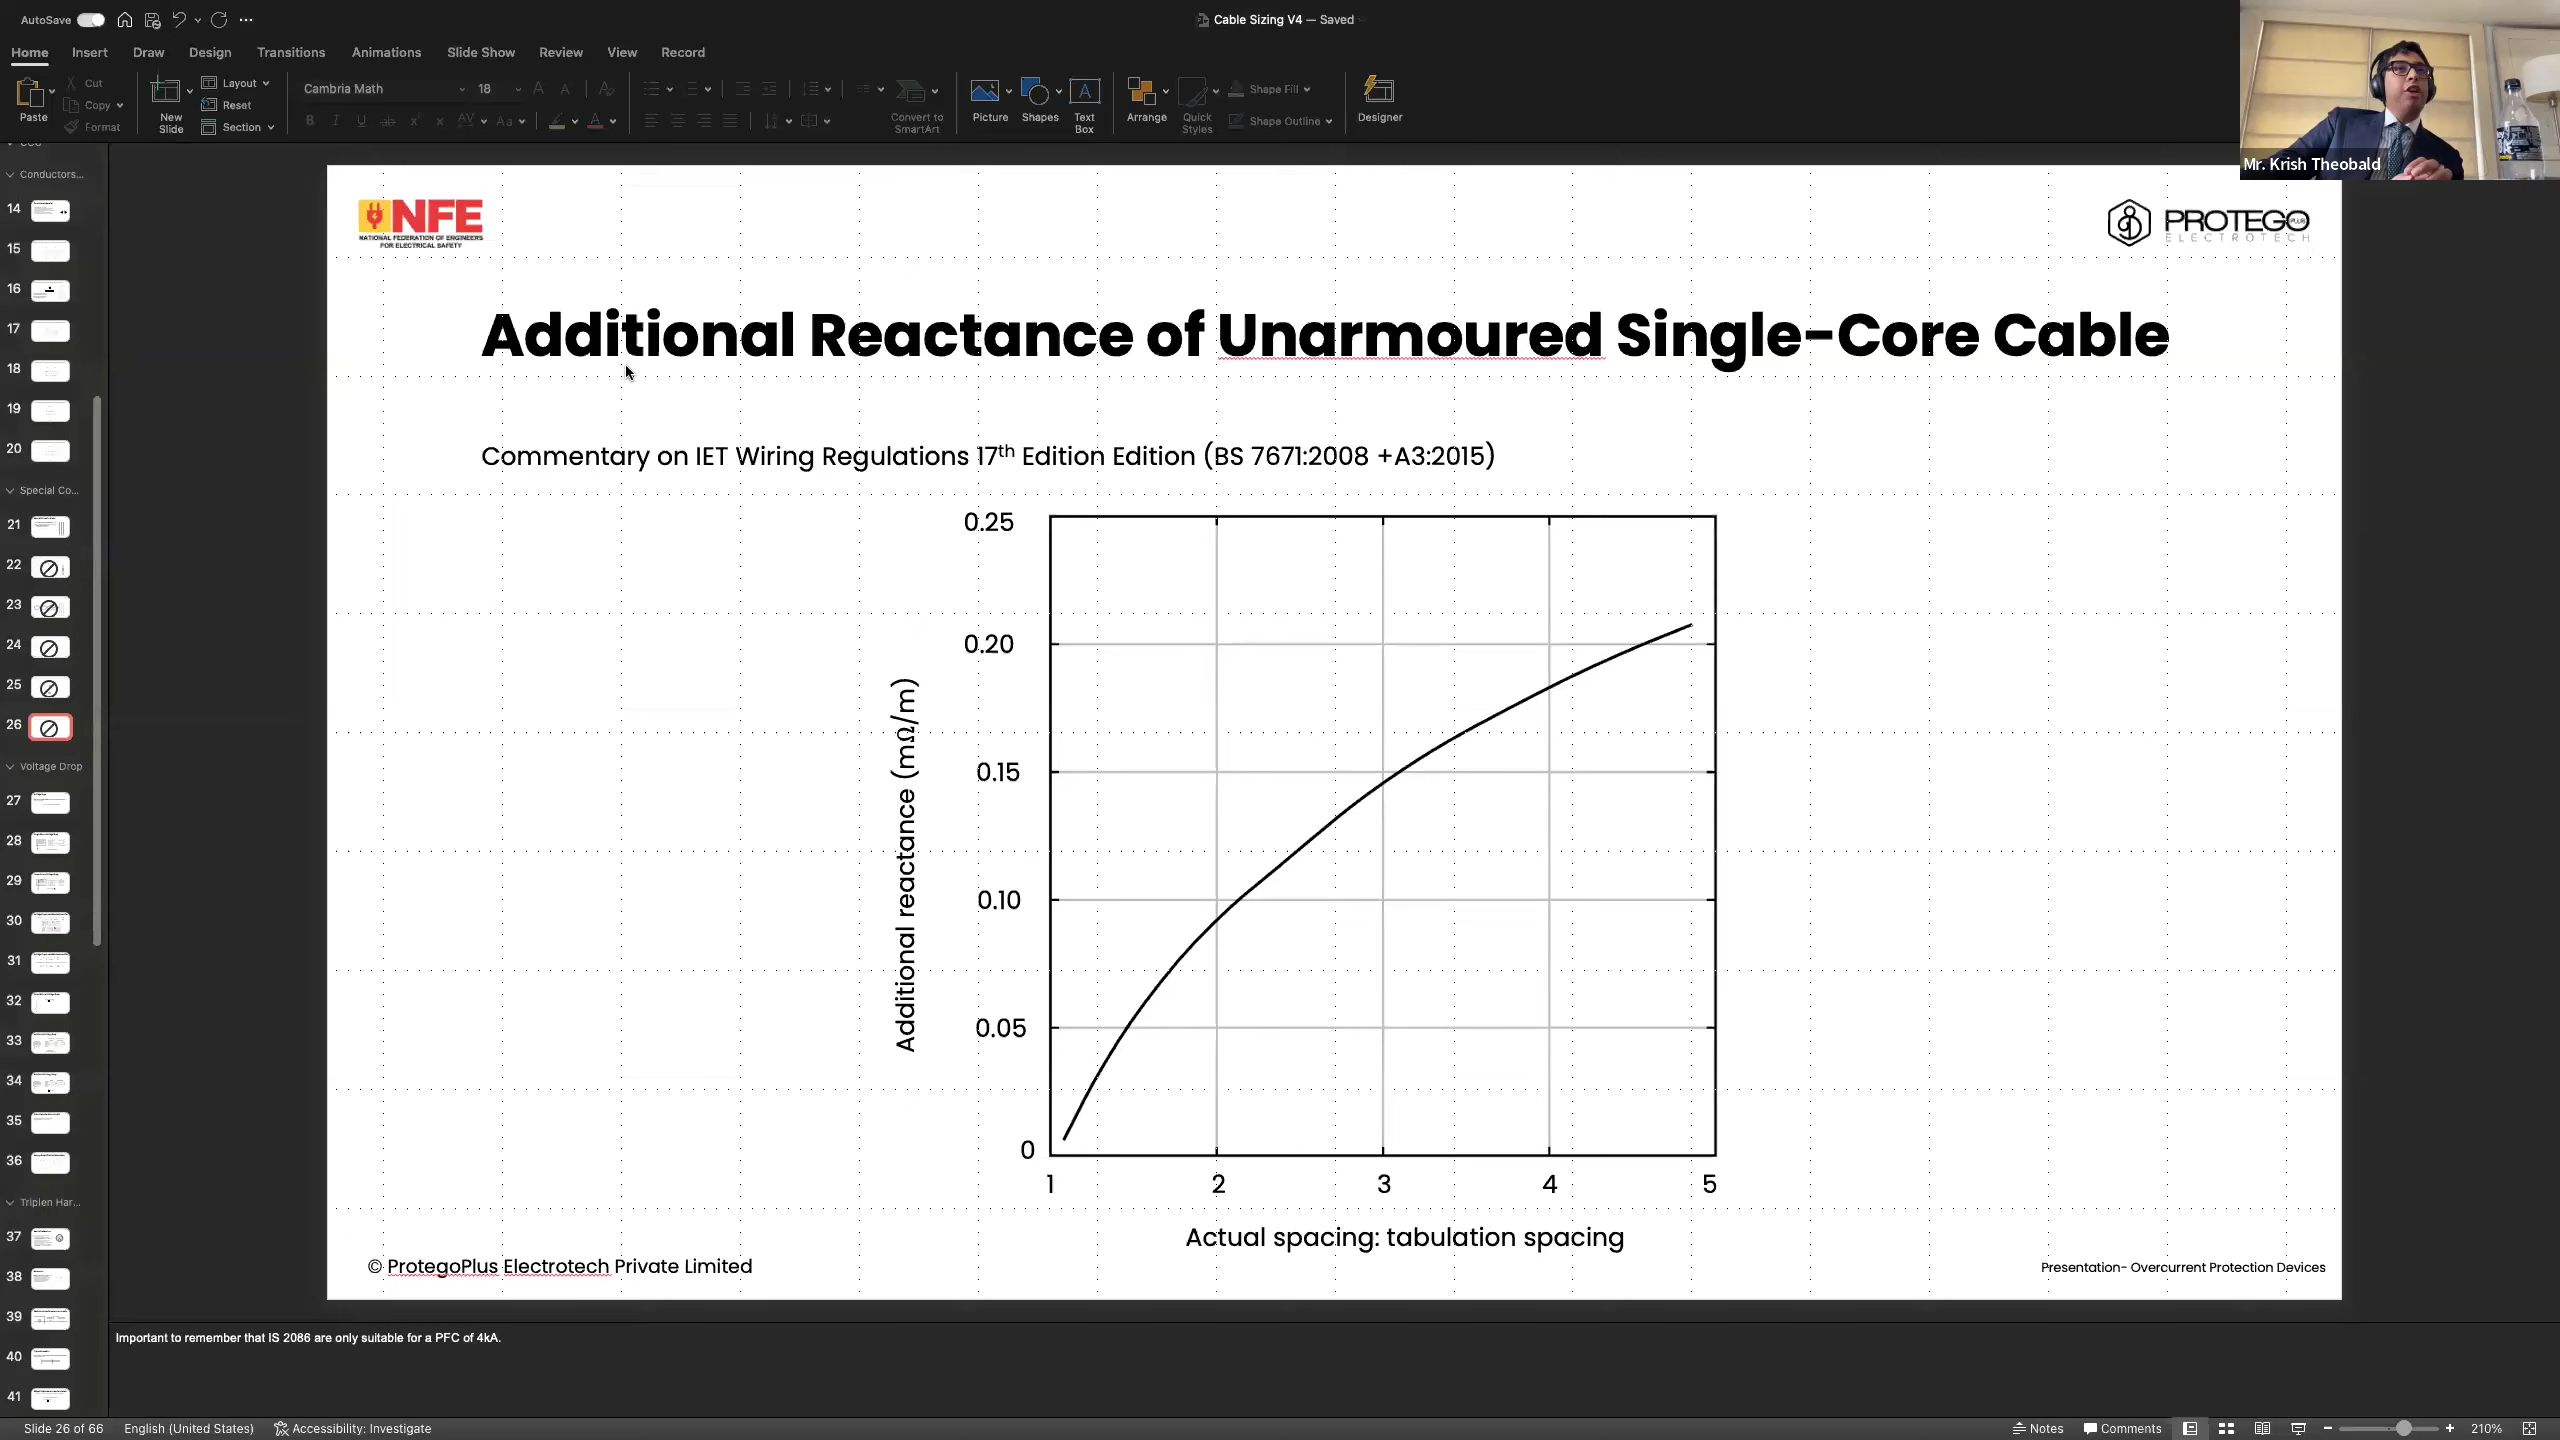 AutoSave
Cable Sizing V4 — Saved
Home Insert Draw Design Transitions Animations Slide Show Review View Record
Paste
Cut
Copy
Format
New Slide
Layout
Reset
Section
Cambria Math 18
Convert to SmartArt
Picture Shapes Text Box
Arrange Quick Styles
Shape Fill
Shape Outline
Designer
Mr. Krish Theobald
Conductors...
14
15
16
17
18
19
20
Special Co...
21
22
23
24
25
26
Voltage Drop
27
28
29
30
31
32
33
34
35
36
Triplen Har...
37
38
39
40
41
NFE
NATIONAL FEDERATION OF ENGINEERS
FOR ELECTRICAL SAFETY
PROTEGO PLUS
ELECTROTECH
Additional Reactance of Unarmoured Single-Core Cable
Commentary on IET Wiring Regulations 17th Edition Edition (BS 7671:2008 +A3:2015)
Additional reactance (mΩ/m)
0.25
0.20
0.15
0.10
0.05
0
1 2 3 4 5
Actual spacing: tabulation spacing
© ProtegoPlus Electrotech Private Limited
Presentation- Overcurrent Protection Devices
Important to remember that IS 2086 are only suitable for a PFC of 4kA.
Slide 26 of 66 English (United States) Accessibility: Investigate Notes Comments 210%